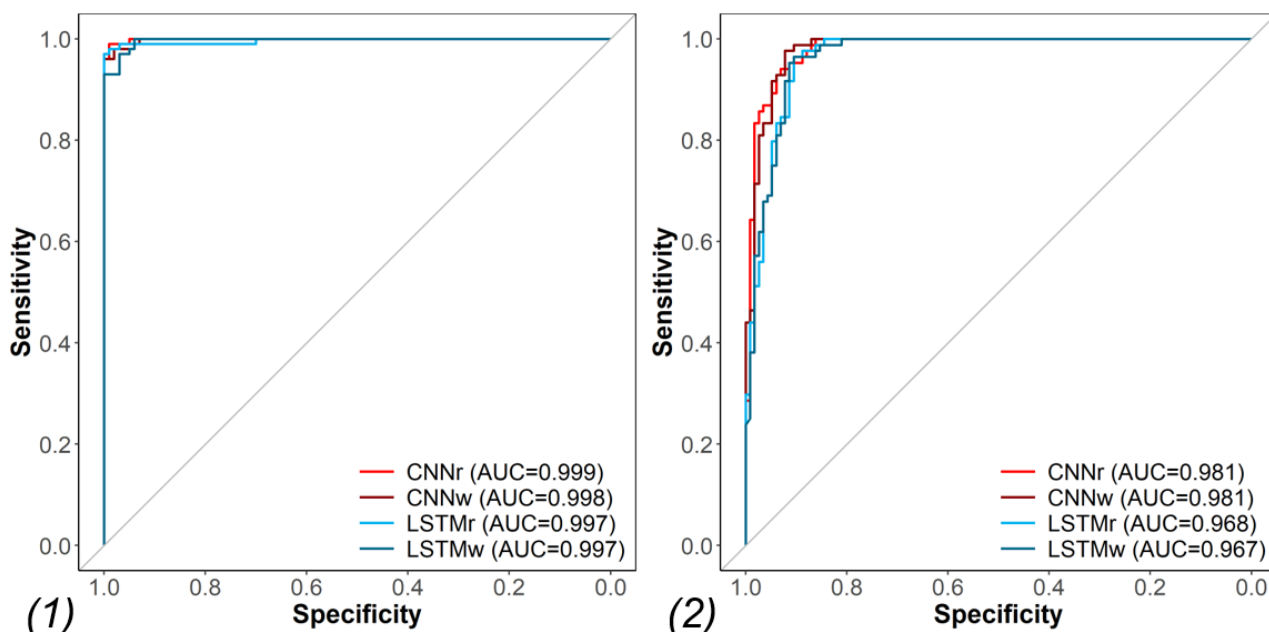 1.0
0.8
0.6
0.4
0.2
0.0
Sensitivity
CNNr (AUC=0.999)
CNNw (AUC=0.998)
LSTMr (AUC=0.997)
LSTMw (AUC=0.997)
1.0 0.8 0.6 0.4 0.2 0.0
Specificity
(1)
1.0
0.8
0.6
0.4
0.2
0.0
Sensitivity
CNNr (AUC=0.981)
CNNw (AUC=0.981)
LSTMr (AUC=0.968)
LSTMw (AUC=0.967)
1.0 0.8 0.6 0.4 0.2 0.0
Specificity
(2)